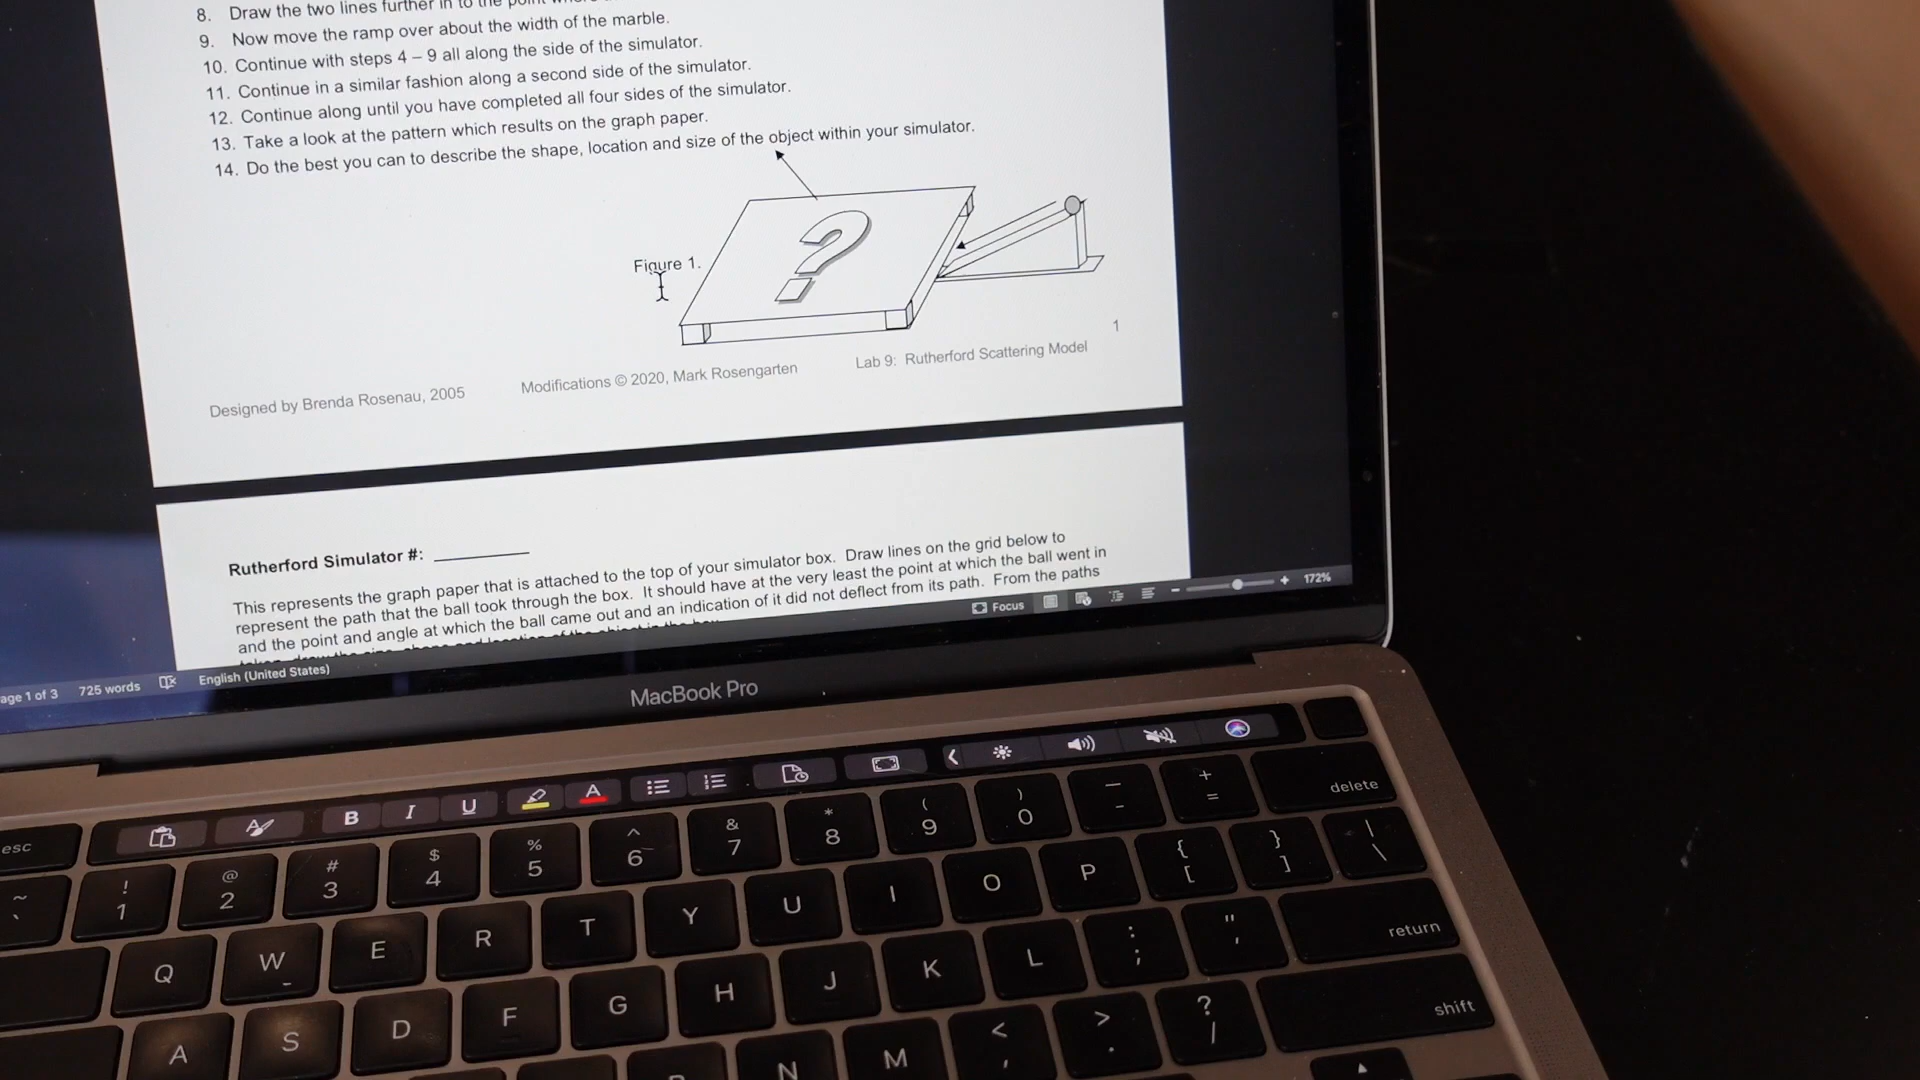 8. Draw the two lines further in to the
9. Now move the ramp over about the width of the marble.
10. Continue with steps 4 – 9 all along the side of the simulator.
11. Continue in a similar fashion along a second side of the simulator.
12. Continue along until you have completed all four sides of the simulator.
13. Take a look at the pattern which results on the graph paper.
14. Do the best you can to describe the shape, location and size of the object within your simulator.
?
Figure 1.
1
Designed by Brenda Rosenau, 2005 Modifications © 2020, Mark Rosengarten Lab 9: Rutherford Scattering Model
Rutherford Simulator #: ________
This represents the graph paper that is attached to the top of your simulator box. Draw lines on the grid below to
represent the path that the ball took through the box. It should have at the very least the point at which the ball went in
and the point and angle at which the ball came out and an indication of it did not deflect from its path. From the paths
age 1 of 3 725 words English (United States) Focus - + 172%
MacBook Pro
B I U A
esc
~ ` ! 1 @ 2 # 3 $ 4 % 5 ^ 6 & 7 * 8 ( 9 ) 0 — - + = delete
Q W E R T Y U I O P { [ } ] | \
A S D F G H J K L : ; " ' return
N M < , > . ? / shift